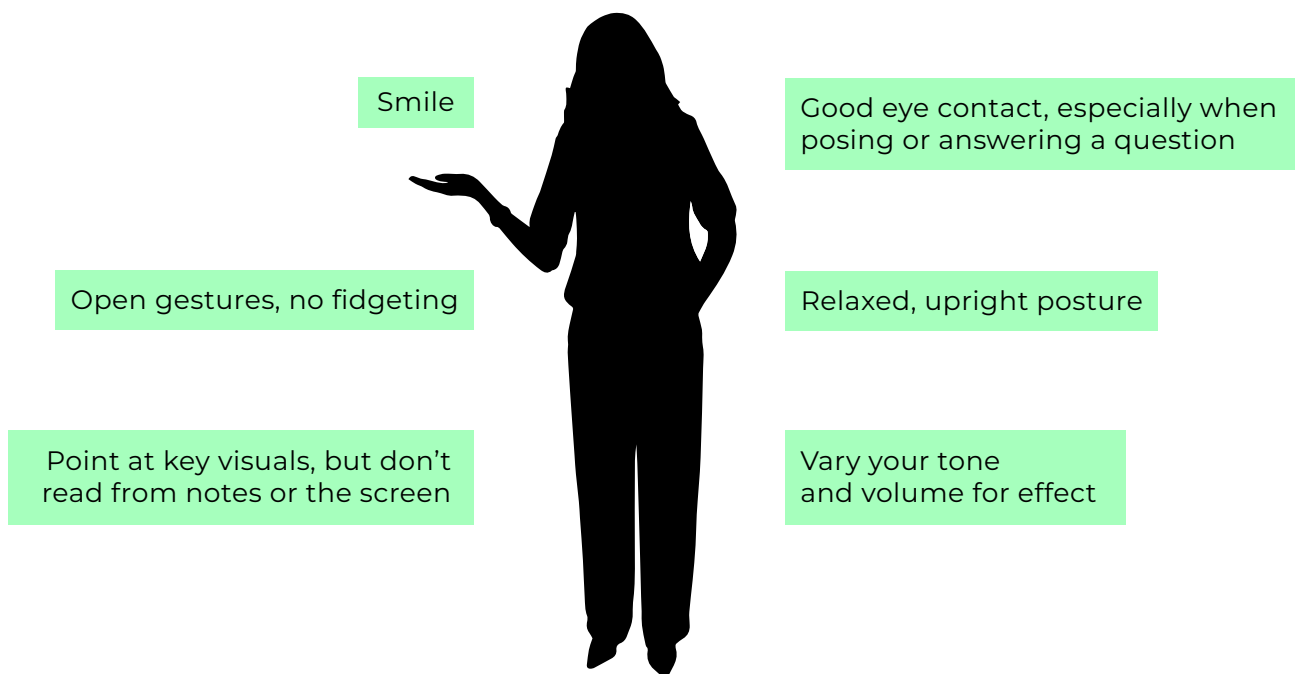 Smile
Good eye contact, especially when
posing or answering a question
Open gestures, no fidgeting
Relaxed, upright posture
Point at key visuals, but don’t
read from notes or the screen
Vary your tone
and volume for effect